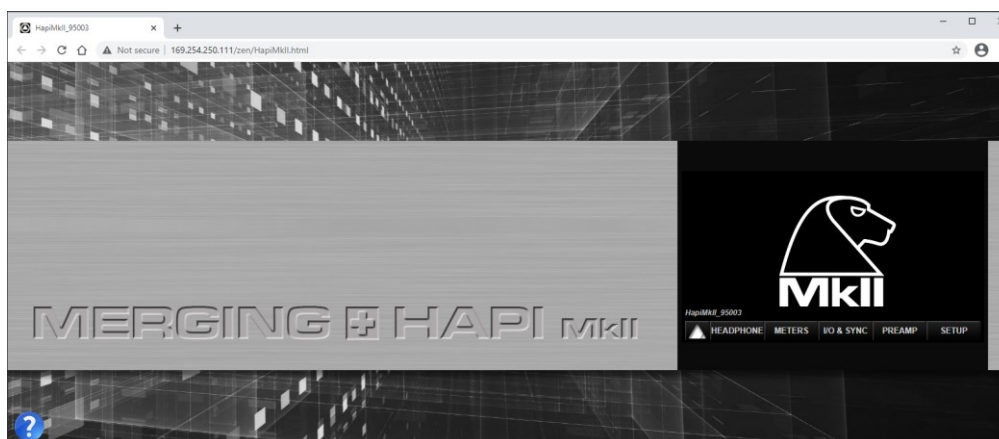 HapiMkII_95003
Not secure | 169.254.250.111/zen/HapiMkII.html
MERGING + HAPI MkII
MkII
HapiMkII_95003
HEADPHONE METERS I/O & SYNC PREAMP SETUP
?